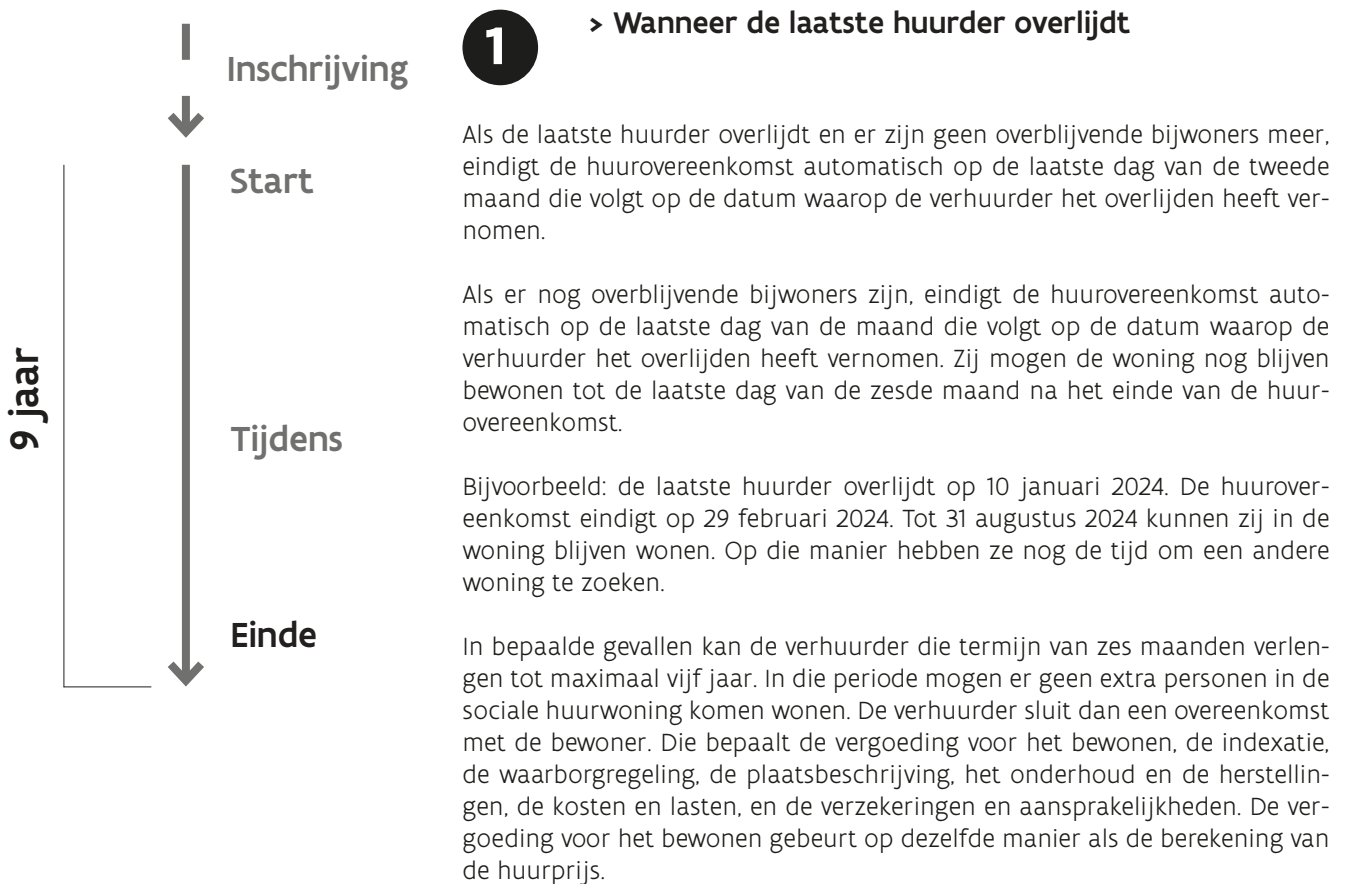 Inschrijving
Start
Tijdens
Einde
9 jaar
1
> Wanneer de laatste huurder overlijdt
Als de laatste huurder overlijdt en er zijn geen overblijvende bijwoners meer,
eindigt de huurovereenkomst automatisch op de laatste dag van de tweede
maand die volgt op de datum waarop de verhuurder het overlijden heeft ver-
nomen.
Als er nog overblijvende bijwoners zijn, eindigt de huurovereenkomst auto-
matisch op de laatste dag van de maand die volgt op de datum waarop de
verhuurder het overlijden heeft vernomen. Zij mogen de woning nog blijven
bewonen tot de laatste dag van de zesde maand na het einde van de huur-
overeenkomst.
Bijvoorbeeld: de laatste huurder overlijdt op 10 januari 2024. De huurover-
eenkomst eindigt op 29 februari 2024. Tot 31 augustus 2024 kunnen zij in de
woning blijven wonen. Op die manier hebben ze nog de tijd om een andere
woning te zoeken.
In bepaalde gevallen kan de verhuurder die termijn van zes maanden verlen-
gen tot maximaal vijf jaar. In die periode mogen er geen extra personen in de
sociale huurwoning komen wonen. De verhuurder sluit dan een overeenkomst
met de bewoner. Die bepaalt de vergoeding voor het bewonen, de indexatie,
de waarborgregeling, de plaatsbeschrijving, het onderhoud en de herstellin-
gen, de kosten en lasten, en de verzekeringen en aansprakelijkheden. De ver-
goeding voor het bewonen gebeurt op dezelfde manier als de berekening van
de huurprijs.